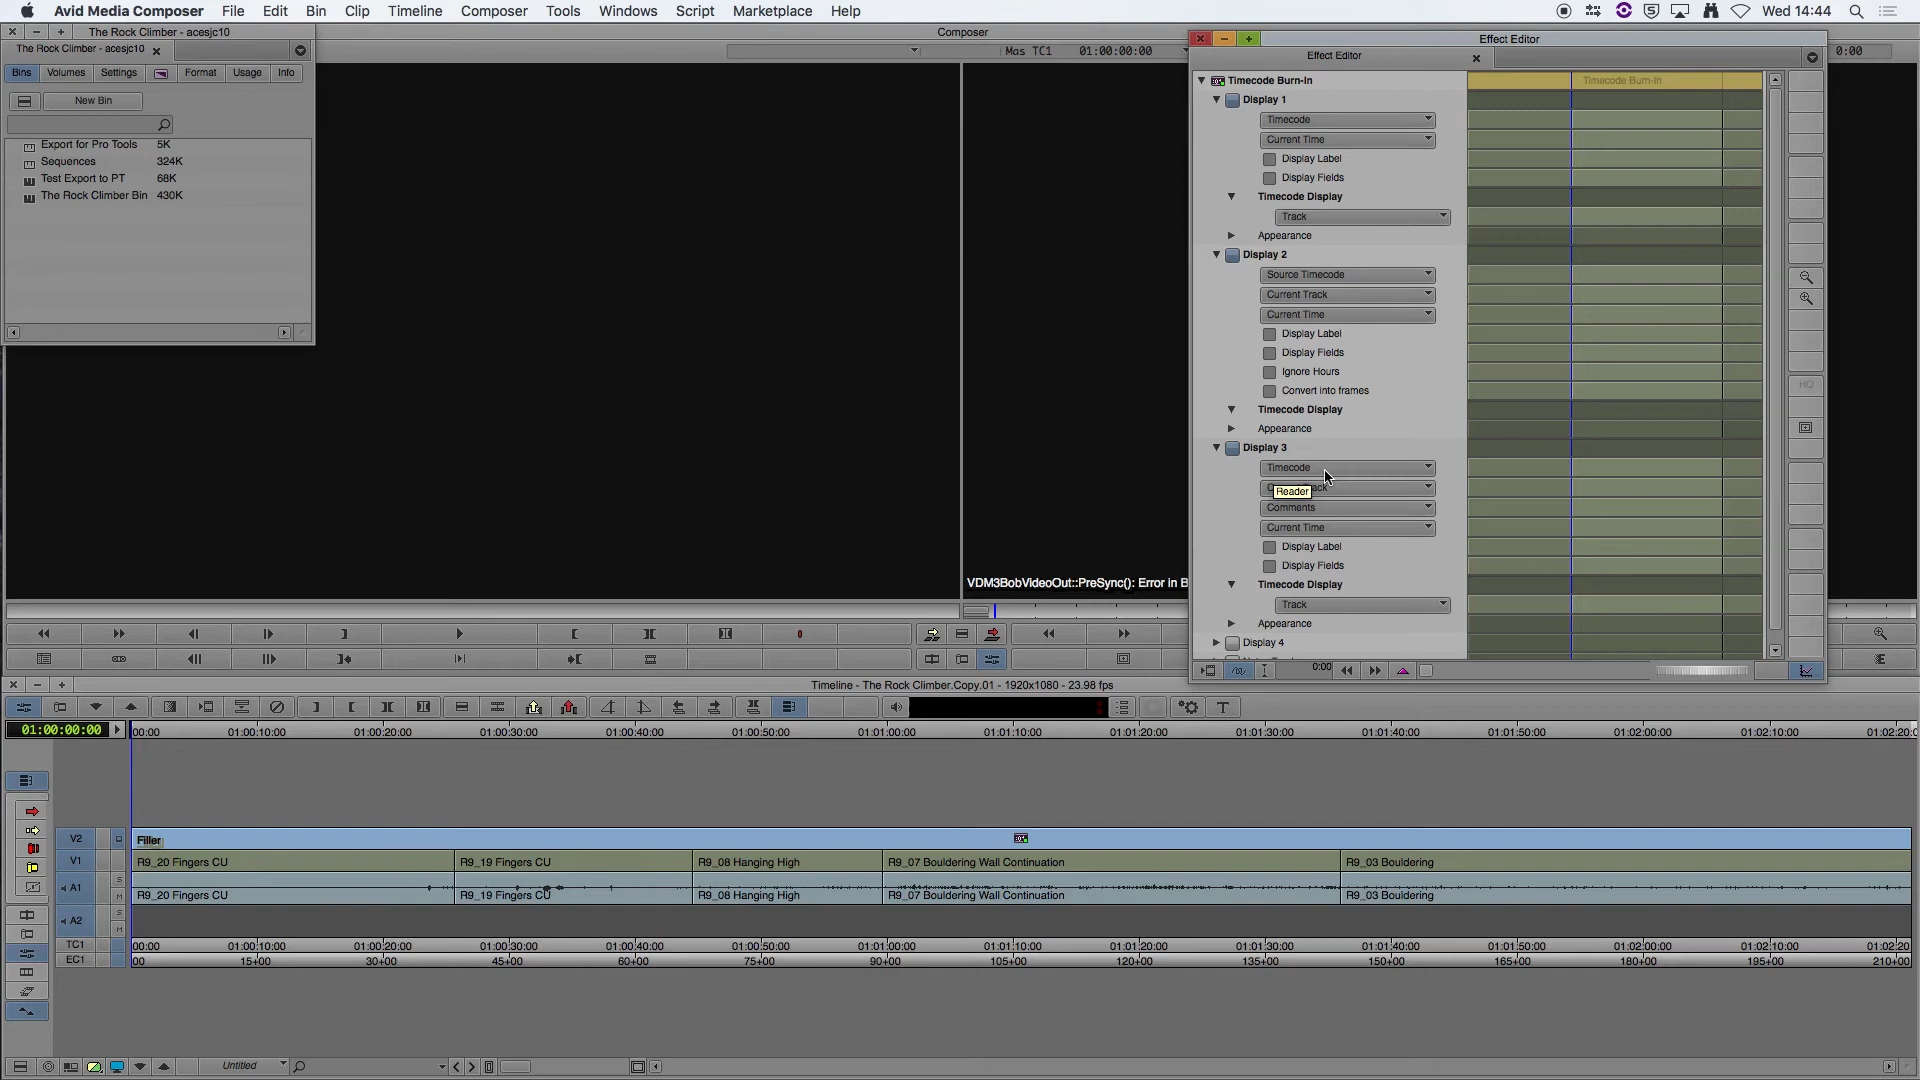 Avid Media Composer File Edit Bin Clip Timeline Composer Tools Windows Script Marketplace Help
Wed 14:44
The Rock Climber - acesjc10
The Rock Climber - acesjc10
Bins Volumes Settings Format Usage Info
New Bin
Export for Pro Tools 5K
Sequences 324K
Test Export to PT 68K
The Rock Climber Bin 430K
Composer
Mas TC1 01:00:00:00
0:00
VDM3BobVideoOut::PreSync(): Error in B
Effect Editor
Effect Editor
Timecode Burn-In
Timecode Burn-In
Display 1
Timecode
Current Time
Display Label
Display Fields
Timecode Display
Track
Appearance
Display 2
Source Timecode
Current Track
Current Time
Display Label
Display Fields
Ignore Hours
Convert into frames
Timecode Display
Appearance
Display 3
Timecode
Reader
Comments
Current Time
Display Label
Display Fields
Timecode Display
Track
Appearance
Display 4
0:00
HQ
Timeline - The Rock Climber.Copy.01 - 1920x1080 - 23.98 fps
01:00:00:00
00:00 01:00:10:00 01:00:20:00 01:00:30:00 01:00:40:00 01:00:50:00 01:01:00:00 01:01:10:00 01:01:20:00 01:01:30:00 01:01:40:00 01:01:50:00 01:02:00:00 01:02:10:00 01:02:20:0
V2 Filler
V1 R9_20 Fingers CU R9_19 Fingers CU R9_08 Hanging High R9_07 Bouldering Wall Continuation R9_03 Bouldering
A1 R9_20 Fingers CU R9_19 Fingers CU R9_08 Hanging High R9_07 Bouldering Wall Continuation R9_03 Bouldering
S
M
A2
S
M
TC1 00:00 01:00:10:00 01:00:20:00 01:00:30:00 01:00:40:00 01:00:50:00 01:01:00:00 01:01:10:00 01:01:20:00 01:01:30:00 01:01:40:00 01:01:50:00 01:02:00:00 01:02:10:00 01:02:20
EC1 00 15+00 30+00 45+00 60+00 75+00 90+00 105+00 120+00 135+00 150+00 165+00 180+00 195+00 210+00
Untitled